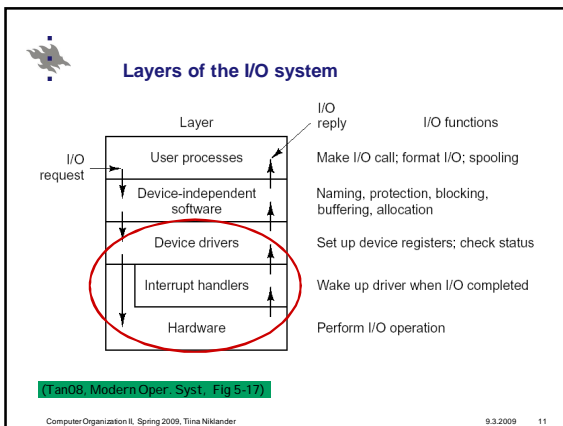 Layers of the I/O system
Layer
I/O
reply
I/O functions
I/O
request
User processes
Make I/O call; format I/O; spooling
Device-independent
software
Naming, protection, blocking,
buffering, allocation
Device drivers
Set up device registers; check status
Interrupt handlers
Wake up driver when I/O completed
Hardware
Perform I/O operation
(Tan08, Modern Oper. Syst, Fig 5-17)
Computer Organization II, Spring 2009, Tiina Niklander
9.3.2009 11